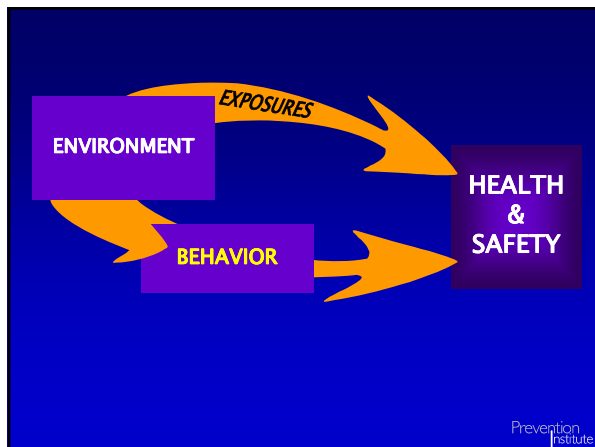 EXPOSURES
ENVIRONMENT
HEALTH
&
SAFETY
BEHAVIOR
Prevention
Institute